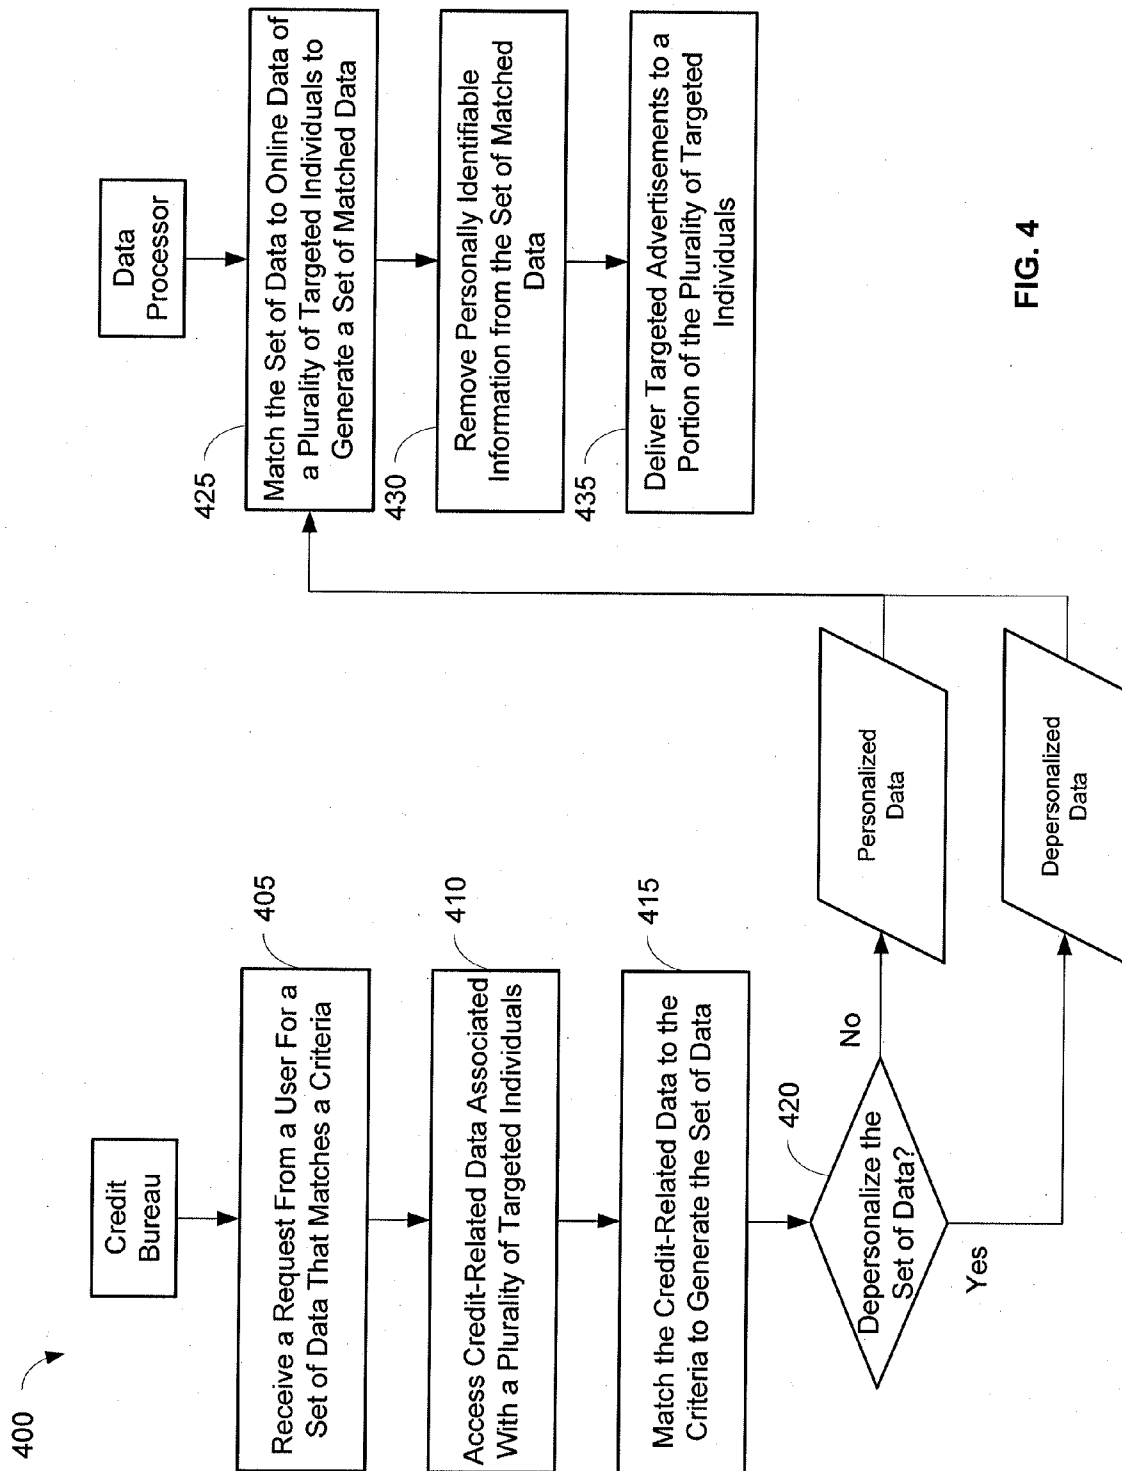 400
Credit
Bureau
405
Receive a Request From a User For a
Set of Data That Matches a Criteria
410
Access Credit-Related Data Associated
With a Plurality of Targeted Individuals
415
Match the Credit-Related Data to the
Criteria to Generate the Set of Data
420
Depersonalize the
Set of Data?
No
Yes
Personalized
Data
Depersonalized
Data
Data
Processor
425
Match the Set of Data to Online Data of
a Plurality of Targeted Individuals to
Generate a Set of Matched Data
430
Remove Personally Identifiable
Information from the Set of Matched
Data
435
Deliver Targeted Advertisements to a
Portion of the Plurality of Targeted
Individuals
FIG. 4